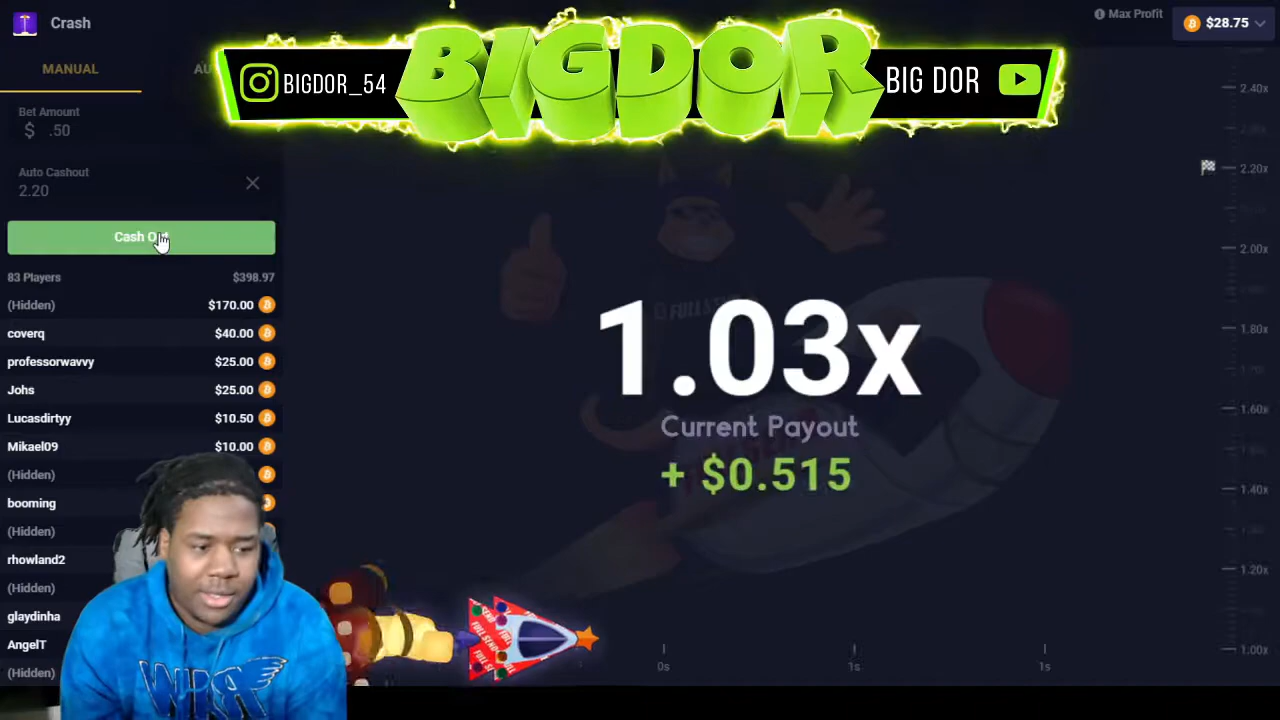 Crash
Max Profit
$28.75
MANUAL
AU
BIGDOR_54
BIGDOR
BIG DOR
Bet Amount
$ .50
Auto Cashout
2.20
Cash
83 Players
$398.97
(Hidden)
$170.00
coverq
$40.00
professorwavvy
$25.00
Johs
$25.00
Lucasdirtyy
$10.50
Mikael09
$10.00
(Hidden)
booming
(Hidden)
rhowland2
(Hidden)
glaydinha
AngelT
(Hidden)
1.03x
Current Payout
+ $0.515
2.40x
2.20x
2.00x
1.80x
1.60x
1.40x
1.20x
1.00x
0s
1s
1s
FULL SEND